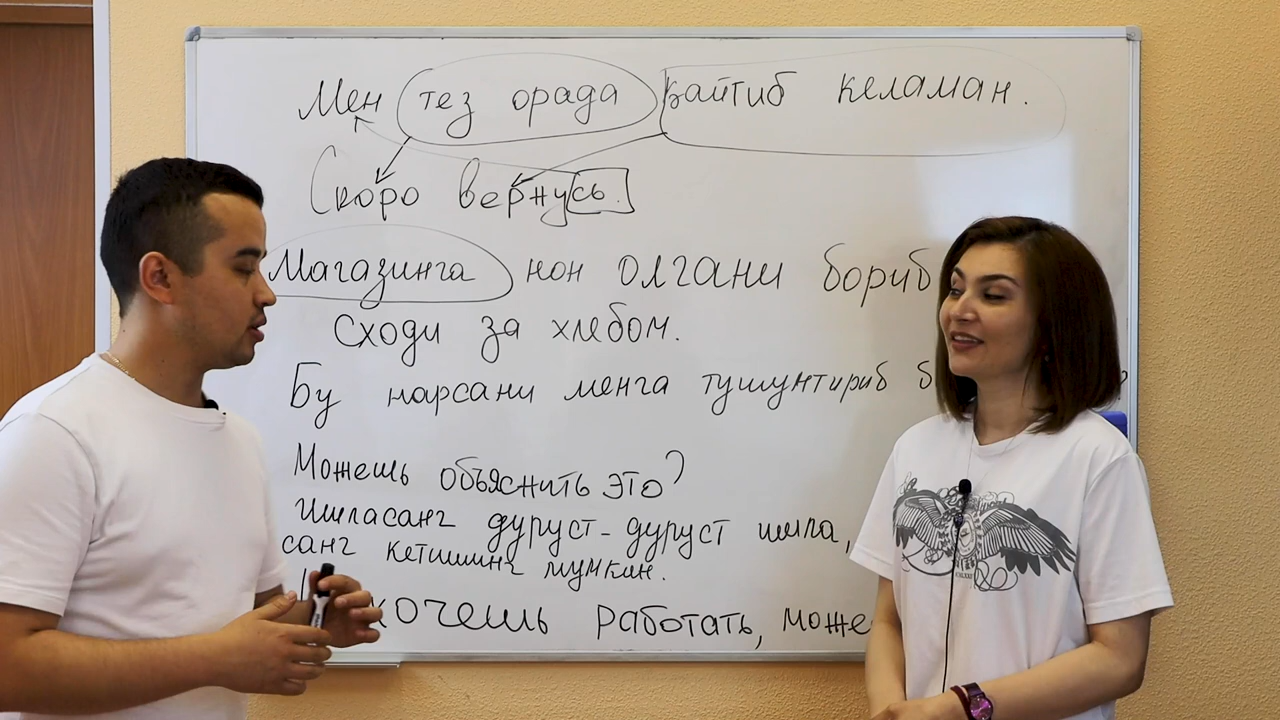 Мен тез орада қайтиб келаман.
Скоро вернусь.
Магазинга нон олгани бориб
Сходи за хлебом.
Бу нарсани менга тушунтириб
Можешь объяснить это?
Ишласанг дуруст-дуруст ишла,
санг кетишинг мумкин.
хочешь работать, може